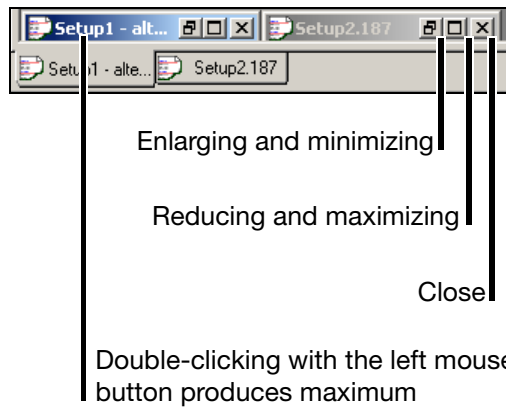 Setup1 - alt... Setup2.187
Setup1 - alte... Setup2.187
Enlarging and minimizing
Reducing and maximizing
Close
Double-clicking with the left mouse
button produces maximum